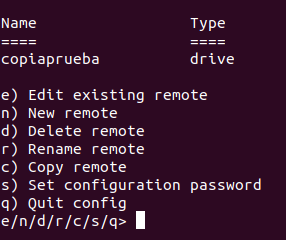 Name                 Type
====                 ====
copiaprueba          drive

e) Edit existing remote
n) New remote
d) Delete remote
r) Rename remote
c) Copy remote
s) Set configuration password
q) Quit config
e/n/d/r/c/s/q>